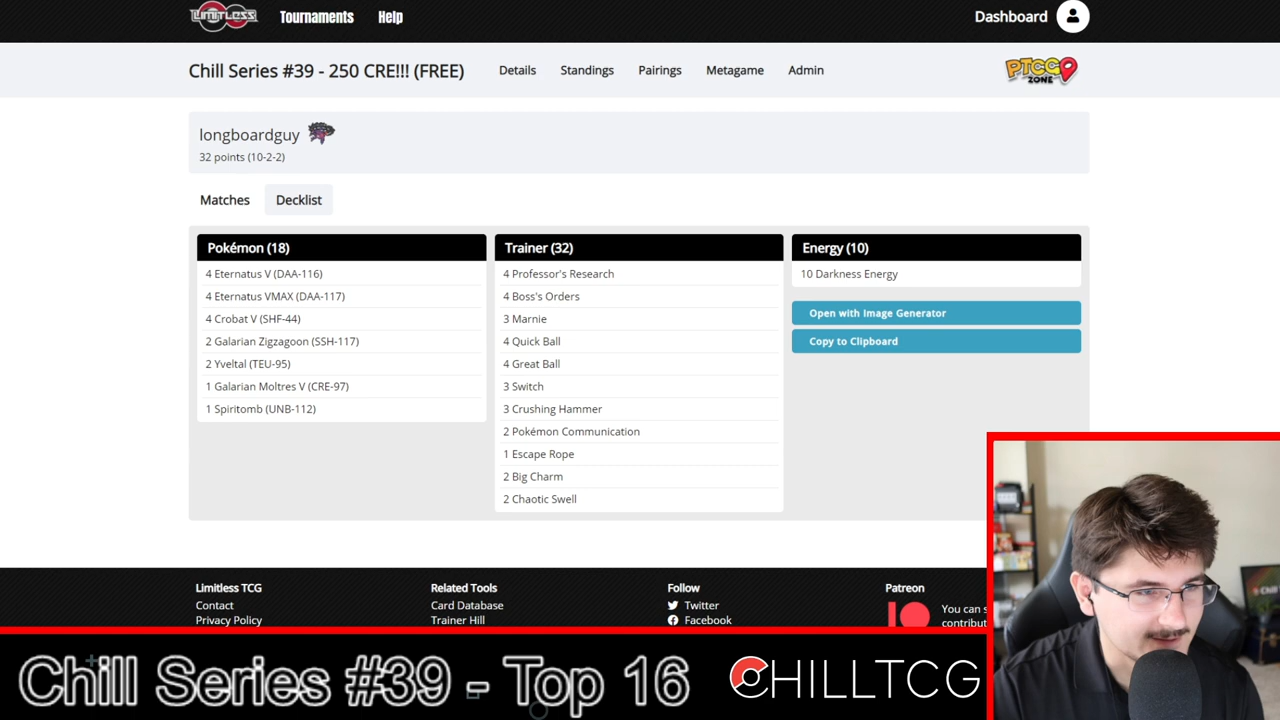 LIMITLESS Tournaments Help Dashboard
Chill Series #39 - 250 CRE!!! (FREE) Details Standings Pairings Metagame Admin PTCG ZONE
longboardguy
32 points (10-2-2)
Matches Decklist
Pokémon (18)
4 Eternatus V (DAA-116)
4 Eternatus VMAX (DAA-117)
4 Crobat V (SHF-44)
2 Galarian Zigzagoon (SSH-117)
2 Yveltal (TEU-95)
1 Galarian Moltres V (CRE-97)
1 Spiritomb (UNB-112)
Trainer (32)
4 Professor's Research
4 Boss's Orders
3 Marnie
4 Quick Ball
4 Great Ball
3 Switch
3 Crushing Hammer
2 Pokémon Communication
1 Escape Rope
2 Big Charm
2 Chaotic Swell
Energy (10)
10 Darkness Energy
Open with Image Generator
Copy to Clipboard
Limitless TCG
Contact
Privacy Policy
Related Tools
Card Database
Trainer Hill
Follow
Twitter
Facebook
Patreon
You can s
contribut
Chill Series #39 - Top 16
CHILLTCG